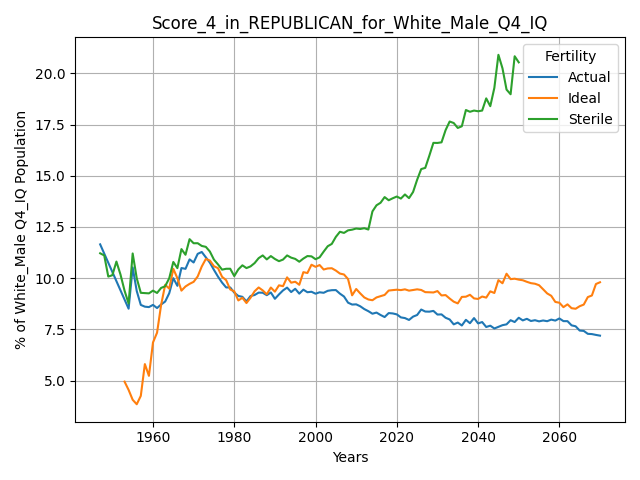 Score_4_in_REPUBLICAN_for_White_Male_Q4_IQ
% of White_Male Q4_IQ Population
20.0
17.5
15.0
12.5
10.0
7.5
5.0
Fertility
Actual
Ideal
Sterile
1960 1980 2000 2020 2040 2060
Years